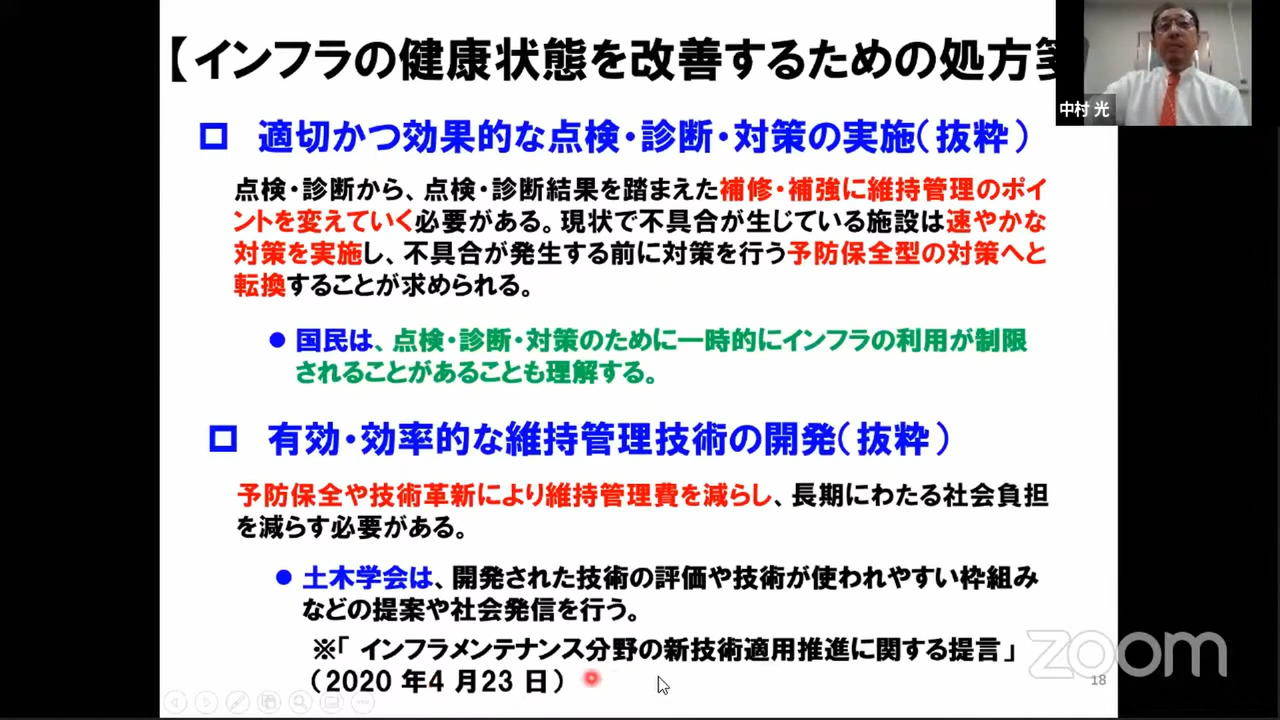 【インフラの健康状態を改善するための処方箋
中村 光
適切かつ効果的な点検・診断・対策の実施（抜粋）
点検・診断から、点検・診断結果を踏まえた補修・補強に維持管理のポイ
ントを変えていく必要がある。現状で不具合が生じている施設は速やかな
対策を実施し、不具合が発生する前に対策を行う予防保全型の対策へと
転換することが求められる。
● 国民は、点検・診断・対策のために一時的にインフラの利用が制限
されることがあることも理解する。
有効・効率的な維持管理技術の開発（抜粋）
予防保全や技術革新により維持管理費を減らし、長期にわたる社会負担
を減らす必要がある。
● 土木学会は、開発された技術の評価や技術が使われやすい枠組み
などの提案や社会発信を行う。
※「 インフラメンテナンス分野の新技術適用推進に関する提言」
（2020 年4 月23 日）
zoom
18